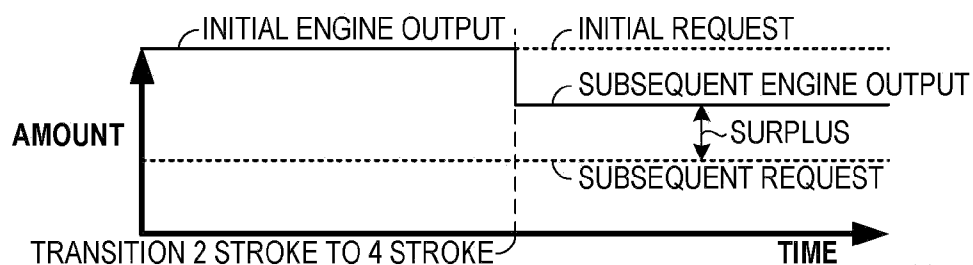 INITIAL ENGINE OUTPUT
INITIAL REQUEST
SUBSEQUENT ENGINE OUTPUT
AMOUNT
SURPLUS
SUBSEQUENT REQUEST
TRANSITION 2 STROKE TO 4 STROKE
TIME